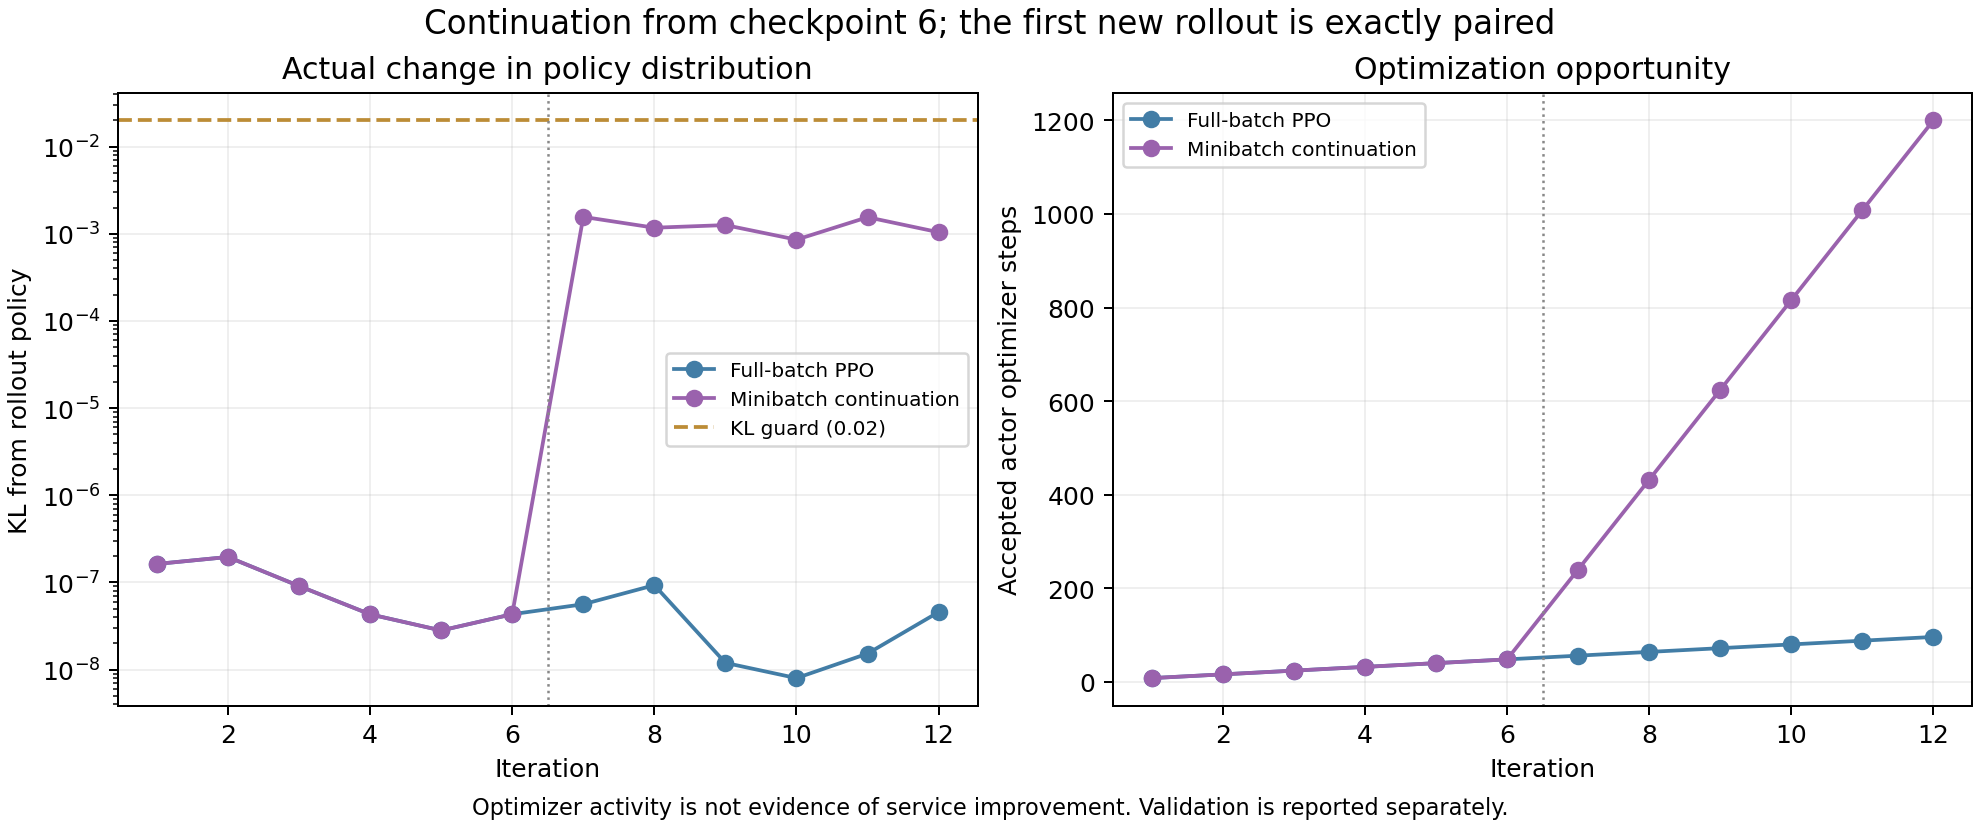 Continuation from checkpoint 6; the first new rollout is exactly paired
Actual change in policy distribution
KL from rollout policy
10⁻²
10⁻³
10⁻⁴
10⁻⁵
10⁻⁶
10⁻⁷
10⁻⁸
Full-batch PPO
Minibatch continuation
KL guard (0.02)
2 4 6 8 10 12
Iteration
Optimization opportunity
Accepted actor optimizer steps
1200
1000
800
600
400
200
0
Full-batch PPO
Minibatch continuation
2 4 6 8 10 12
Iteration
Optimizer activity is not evidence of service improvement. Validation is reported separately.